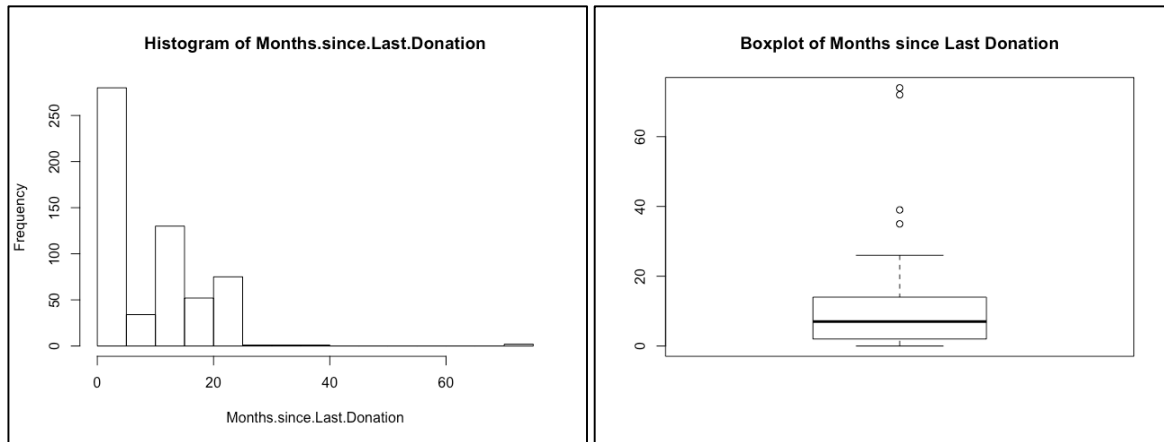 Histogram of Months.since.Last.Donation
250
200
150
100
50
0
Frequency
0 20 40 60
Months.since.Last.Donation
Boxplot of Months since Last Donation
60
40
20
0